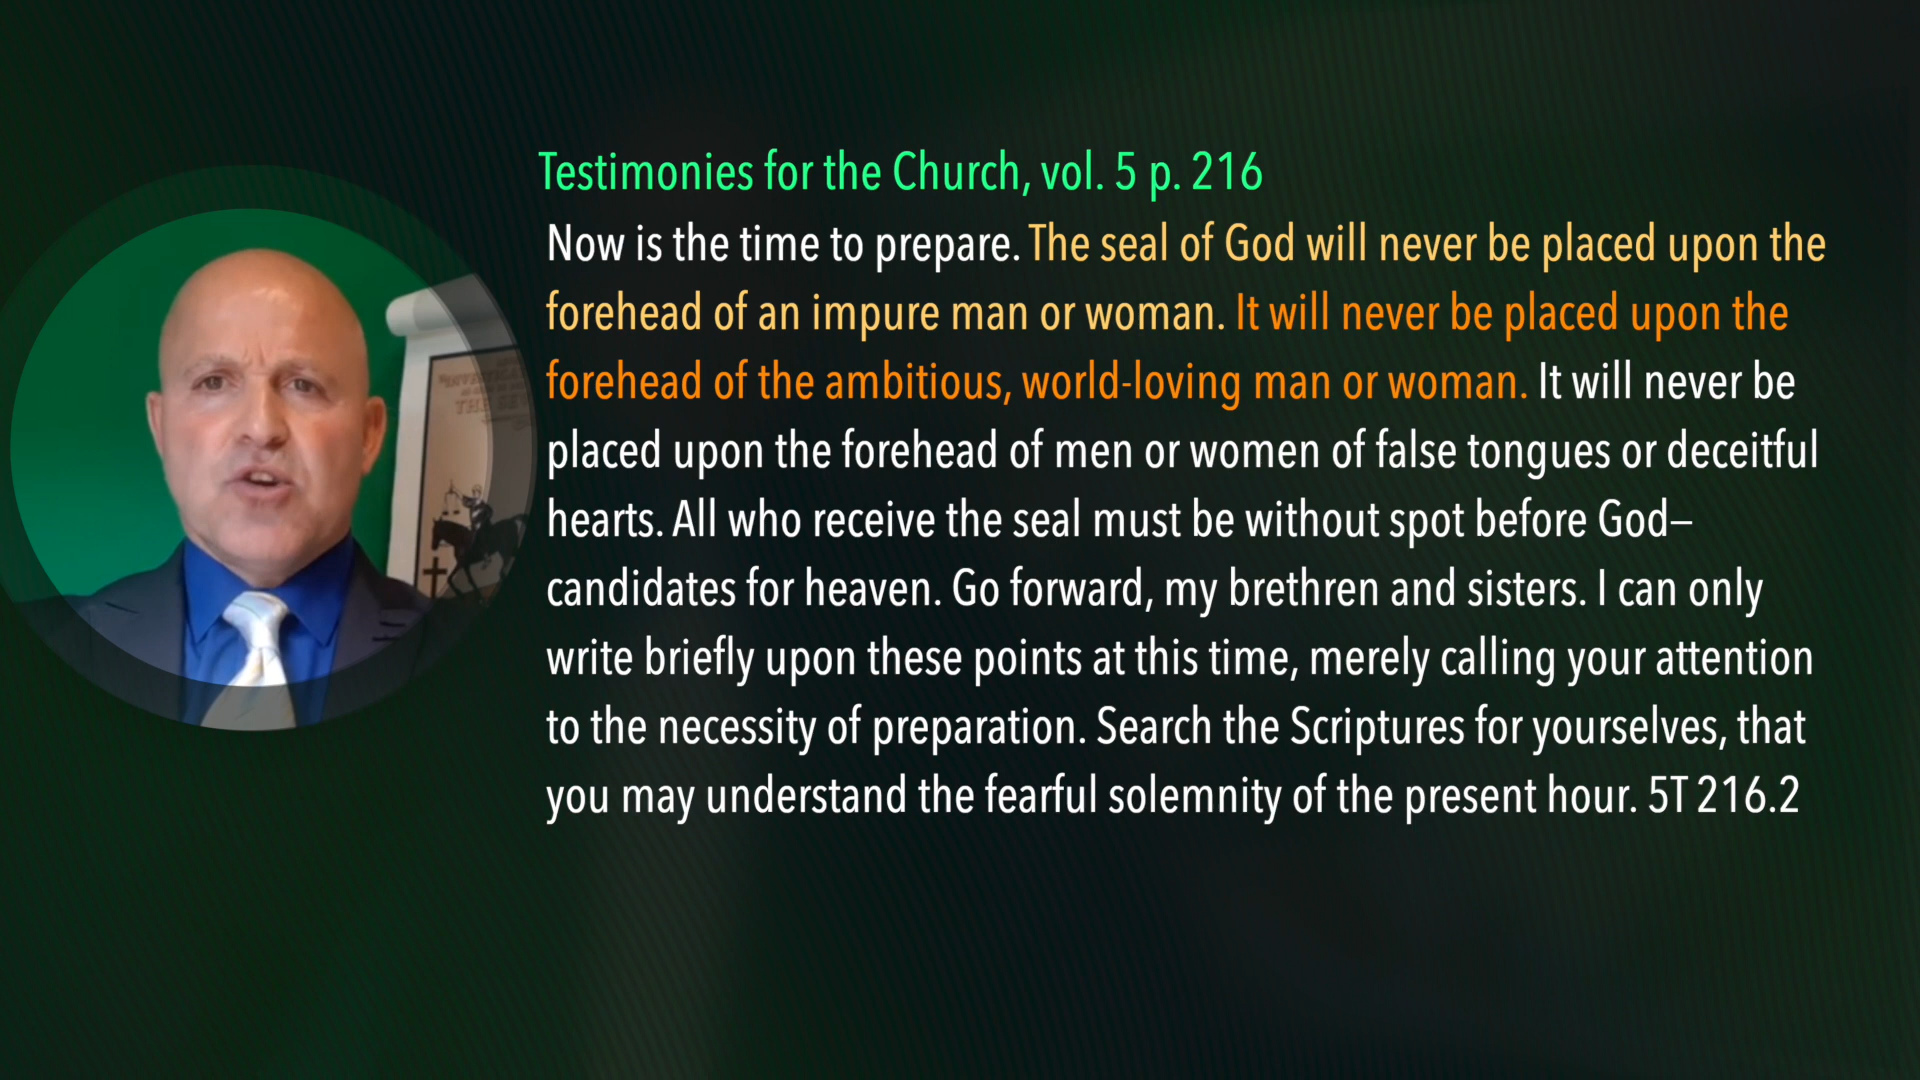 Testimonies for the Church, vol. 5 p. 216
Now is the time to prepare. The seal of God will never be placed upon the
forehead of an impure man or woman. It will never be placed upon the
forehead of the ambitious, world-loving man or woman. It will never be
placed upon the forehead of men or women of false tongues or deceitful
hearts. All who receive the seal must be without spot before God–
candidates for heaven. Go forward, my brethren and sisters. I can only
write briefly upon these points at this time, merely calling your attention
to the necessity of preparation. Search the Scriptures for yourselves, that
you may understand the fearful solemnity of the present hour. 5T 216.2